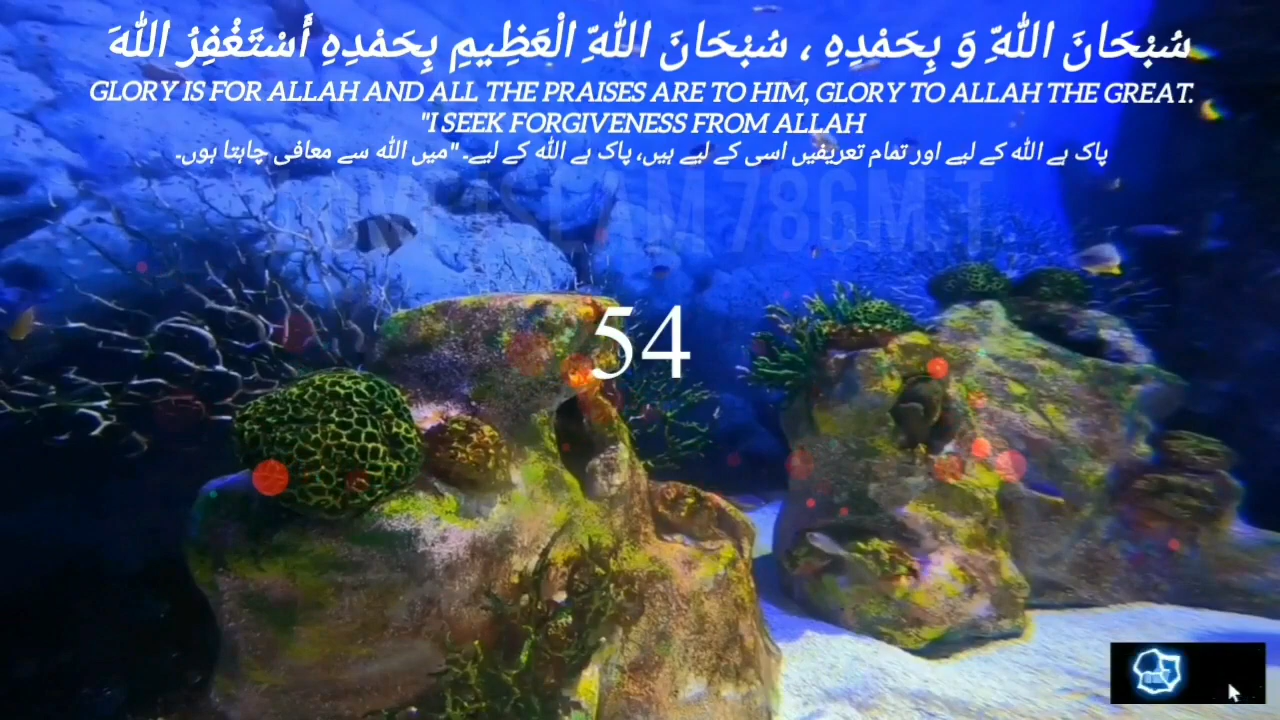 سُبْحَانَ اللّٰهِ وَ بِحَمْدِهِ ، سُبْحَانَ اللّٰهِ الْعَظِيمِ بِحَمْدِهِ أَسْتَغْفِرُ اللّٰهَ
GLORY IS FOR ALLAH AND ALL THE PRAISES ARE TO HIM, GLORY TO ALLAH THE GREAT.
"I SEEK FORGIVENESS FROM ALLAH
پاک ہے اللہ کے لیے اور تمام تعریفیں اسی کے لیے ہیں، پاک ہے اللہ کے لیے۔ "میں اللہ سے معافی چاہتا ہوں۔
ISLAM 786M.T
54